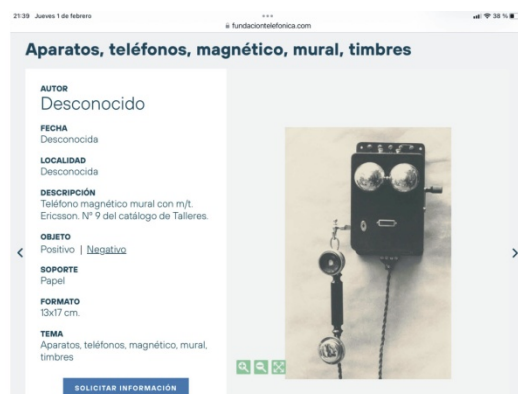 21:39 Jueves 1 de febrero
38 %
fundaciontelefonica.com
Aparatos, teléfonos, magnético, mural, timbres
AUTOR
Desconocido
FECHA
Desconocida
LOCALIDAD
Desconocida
DESCRIPCIÓN
Teléfono magnético mural con m/t.
Ericsson. Nº 9 del catálogo de Talleres.
OBJETO
Positivo | Negativo
SOPORTE
Papel
FORMATO
13x17 cm.
TEMA
Aparatos, teléfonos, magnético, mural,
timbres
SOLICITAR INFORMACIÓN